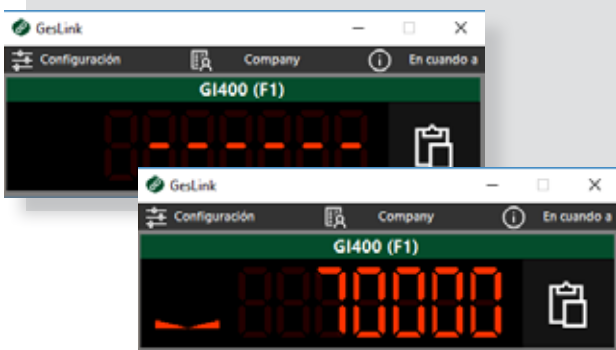 GesLink
Configuración Company En cuando a
GI400 (F1)
------
GesLink
Configuración Company En cuando a
GI400 (F1)
70000